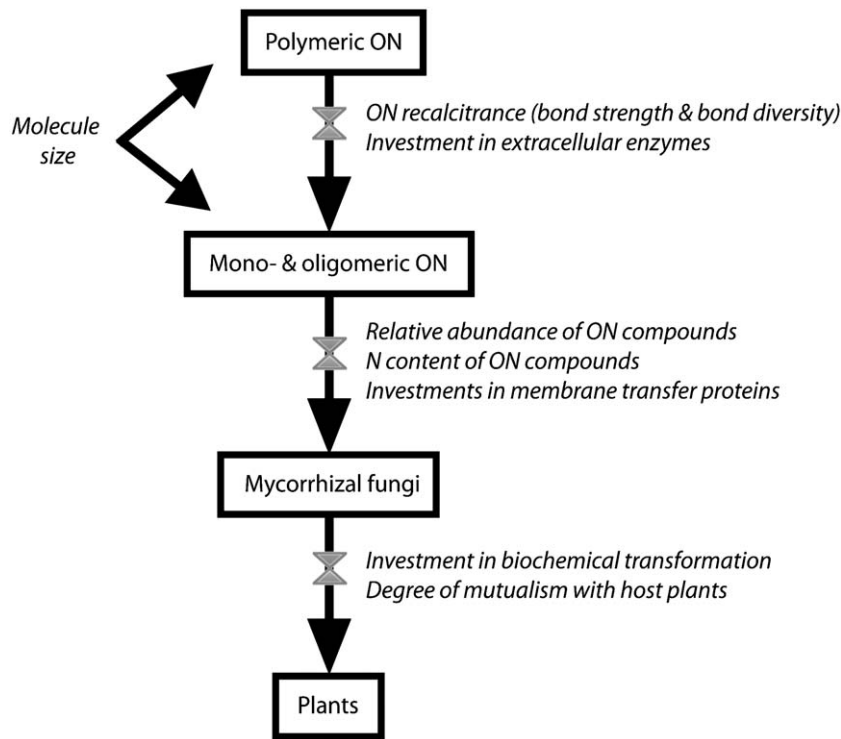 Polymeric ON
ON recalcitrance (bond strength & bond diversity)
Investment in extracellular enzymes
Molecule
size
Mono- & oligomeric ON
Relative abundance of ON compounds
N content of ON compounds
Investments in membrane transfer proteins
Mycorrhizal fungi
Investment in biochemical transformation
Degree of mutualism with host plants
Plants